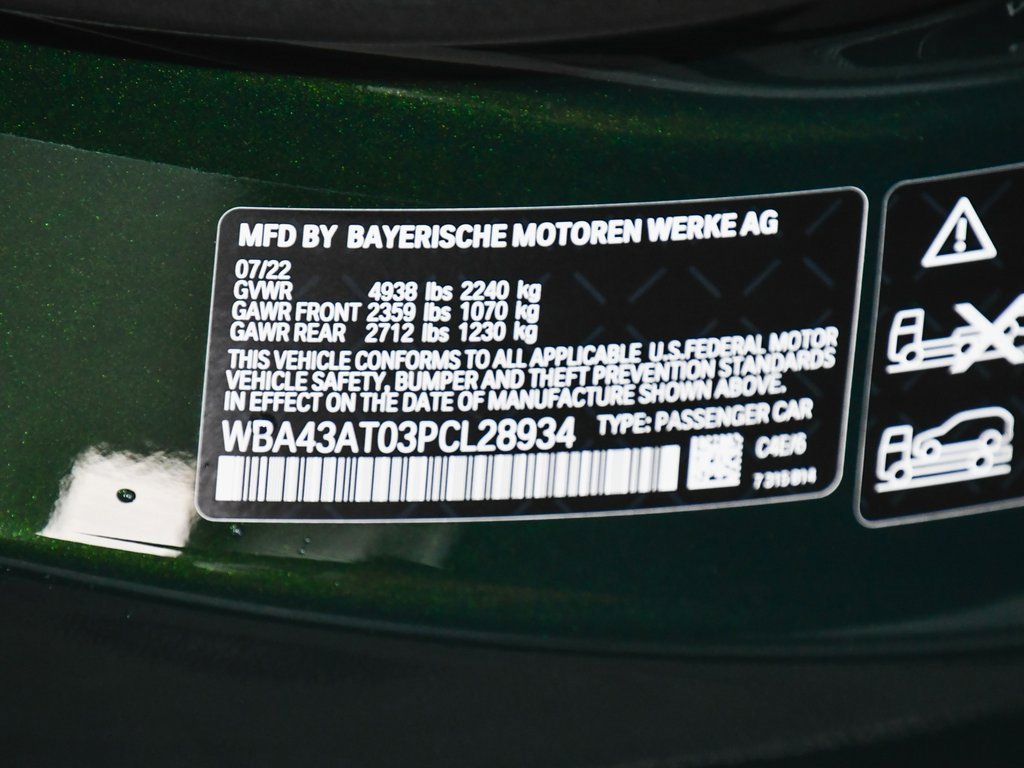 MFD BY BAYERISCHE MOTOREN WERKE AG
07/22
GVWR 4938 lbs 2240 kg
GAWR FRONT 2359 lbs 1070 kg
GAWR REAR 2712 lbs 1230 kg
THIS VEHICLE CONFORMS TO ALL APPLICABLE U.S.FEDERAL MOTOR
VEHICLE SAFETY, BUMPER AND THEFT PREVENTION STANDARDS
IN EFFECT ON THE DATE OF MANUFACTURE SHOWN ABOVE.
WBA43AT03PCL28934 TYPE: PASSENGER CAR
C4E/6